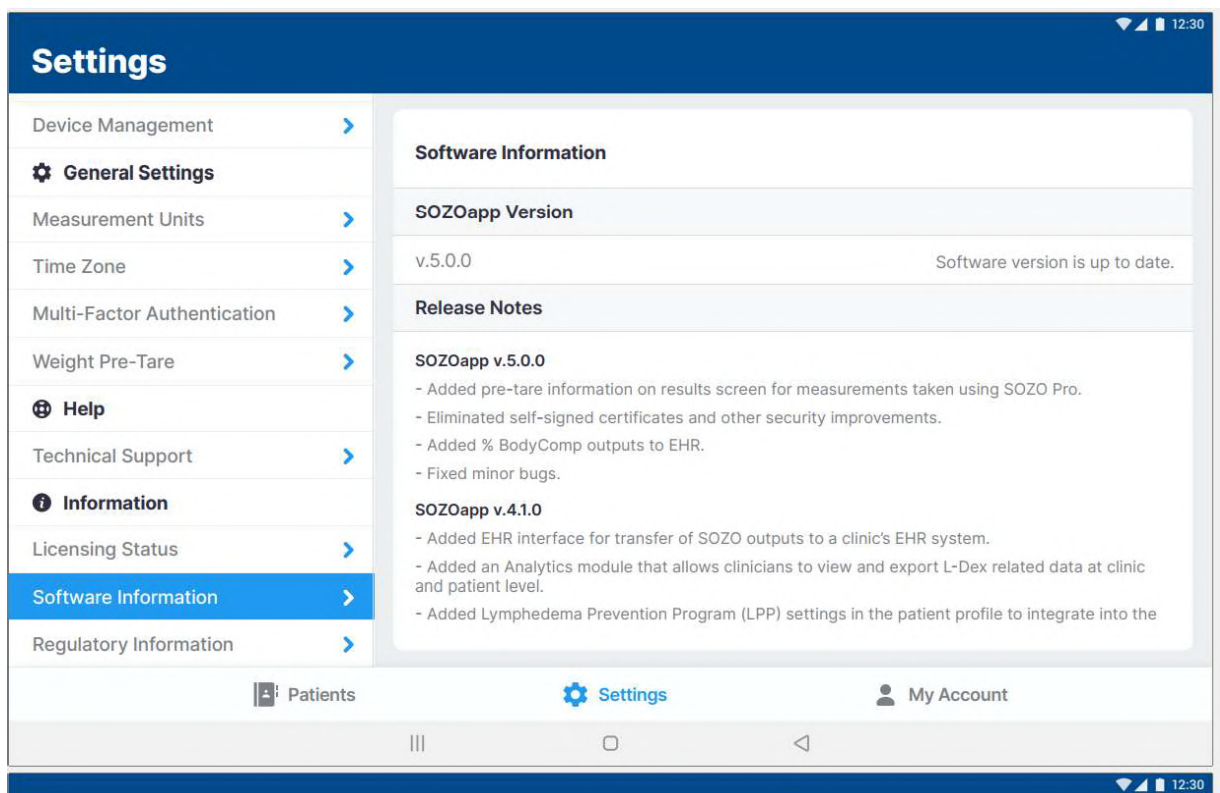 12:30
Settings
Device Management
General Settings
Measurement Units
Time Zone
Multi-Factor Authentication
Weight Pre-Tare
Help
Technical Support
Information
Licensing Status
Software Information
Regulatory Information
Software Information
SOZOapp Version
v.5.0.0
Software version is up to date.
Release Notes
SOZOapp v.5.0.0
- Added pre-tare information on results screen for measurements taken using SOZO Pro.
- Eliminated self-signed certificates and other security improvements.
- Added % BodyComp outputs to EHR.
- Fixed minor bugs.
SOZOapp v.4.1.0
- Added EHR interface for transfer of SOZO outputs to a clinic's EHR system.
- Added an Analytics module that allows clinicians to view and export L-Dex related data at clinic
and patient level.
- Added Lymphedema Prevention Program (LPP) settings in the patient profile to integrate into the
Patients
Settings
My Account
12:30